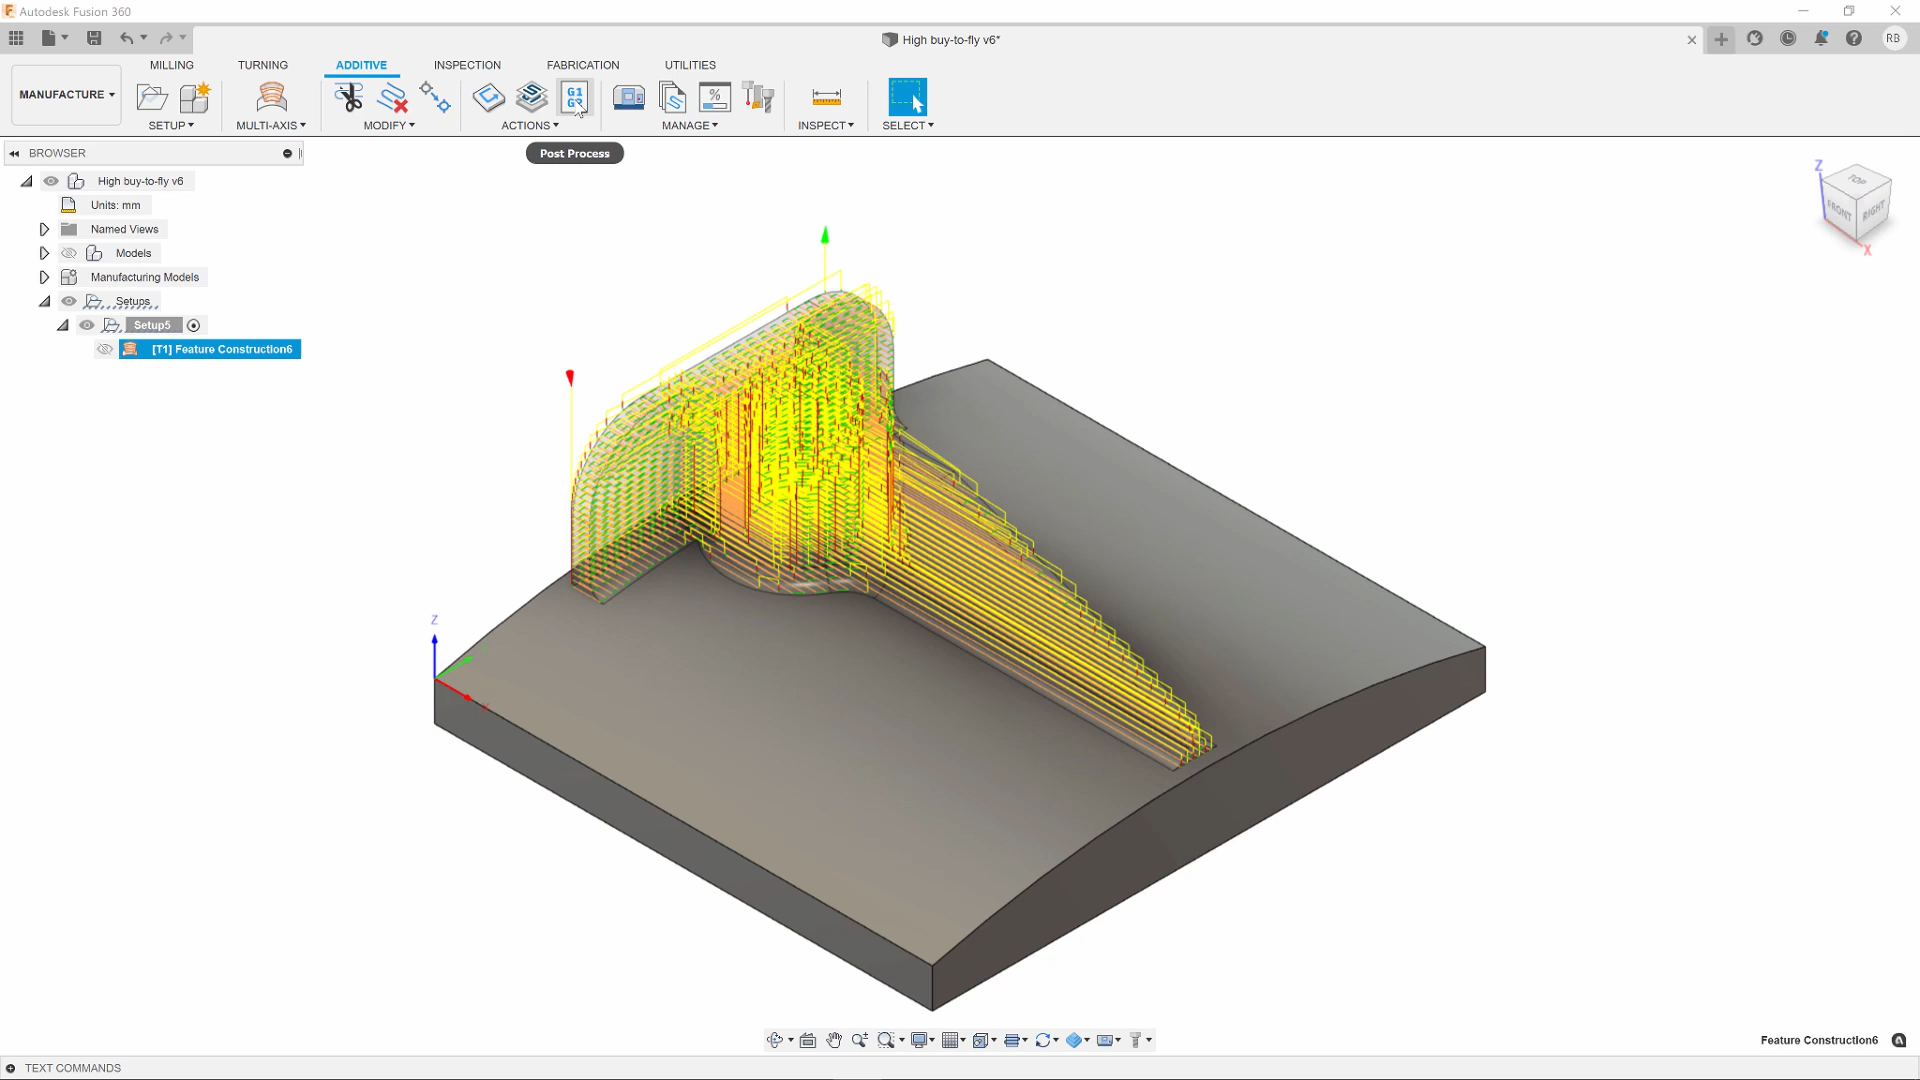 Autodesk Fusion 360
High buy-to-fly v6*
RB
MANUFACTURE
MILLING
TURNING
ADDITIVE
INSPECTION
FABRICATION
UTILITIES
G1
G2
%
SETUP
MULTI-AXIS
MODIFY
ACTIONS
MANAGE
INSPECT
SELECT
BROWSER
Post Process
High buy-to-fly v6
Units: mm
Named Views
Models
Manufacturing Models
Setups
Setup5
[T1] Feature Construction6
Z
TOP
FRONT
RIGHT
X
Z
X
Feature Construction6
TEXT COMMANDS